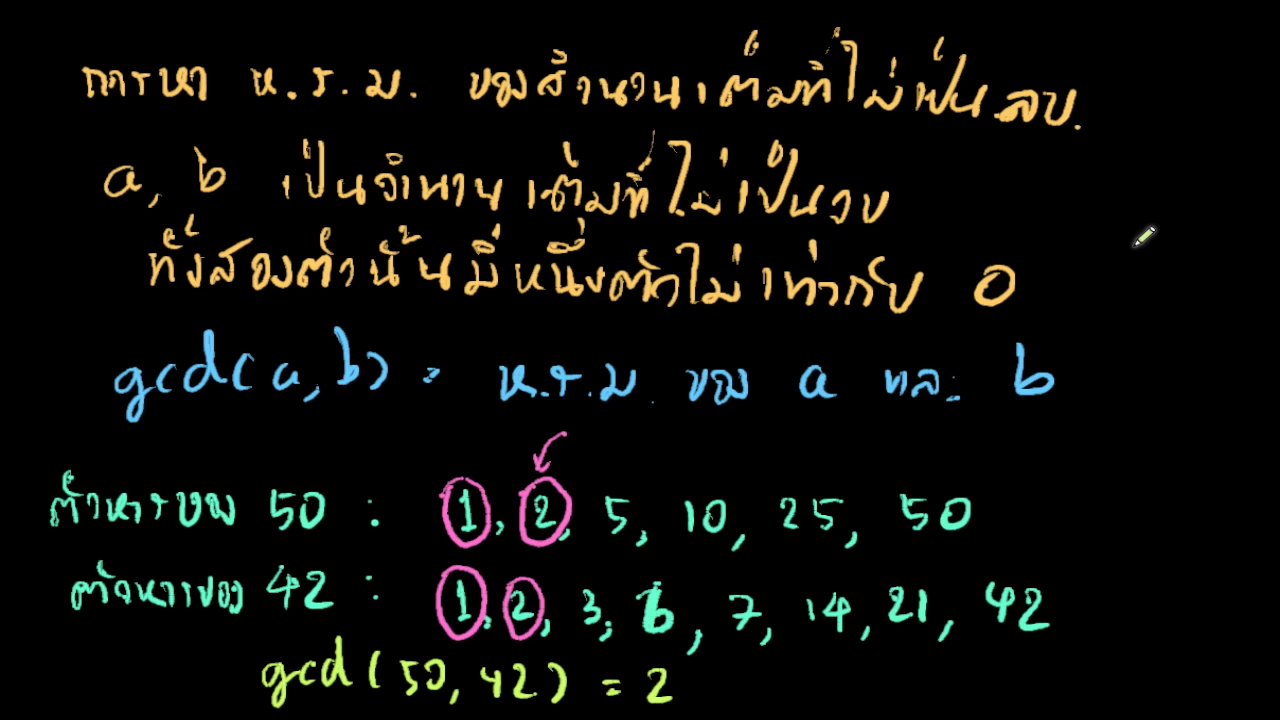 การหา ห.ร.ม. ของจำนวนเต็มที่ไม่เป็นลบ.
a, b เป็นจำนวนเต็มที่ไม่เป็นลบ
ทั้งสองตัวนั้นมีหนึ่งตัวไม่เท่ากับ 0
gcd(a,b) = ห.ร.ม. ของ a และ b
ตัวหารของ 50 : 1, 2, 5, 10, 25, 50
ตัวหารของ 42 : 1, 2, 3, 6, 7, 14, 21, 42
gcd(50,42) = 2